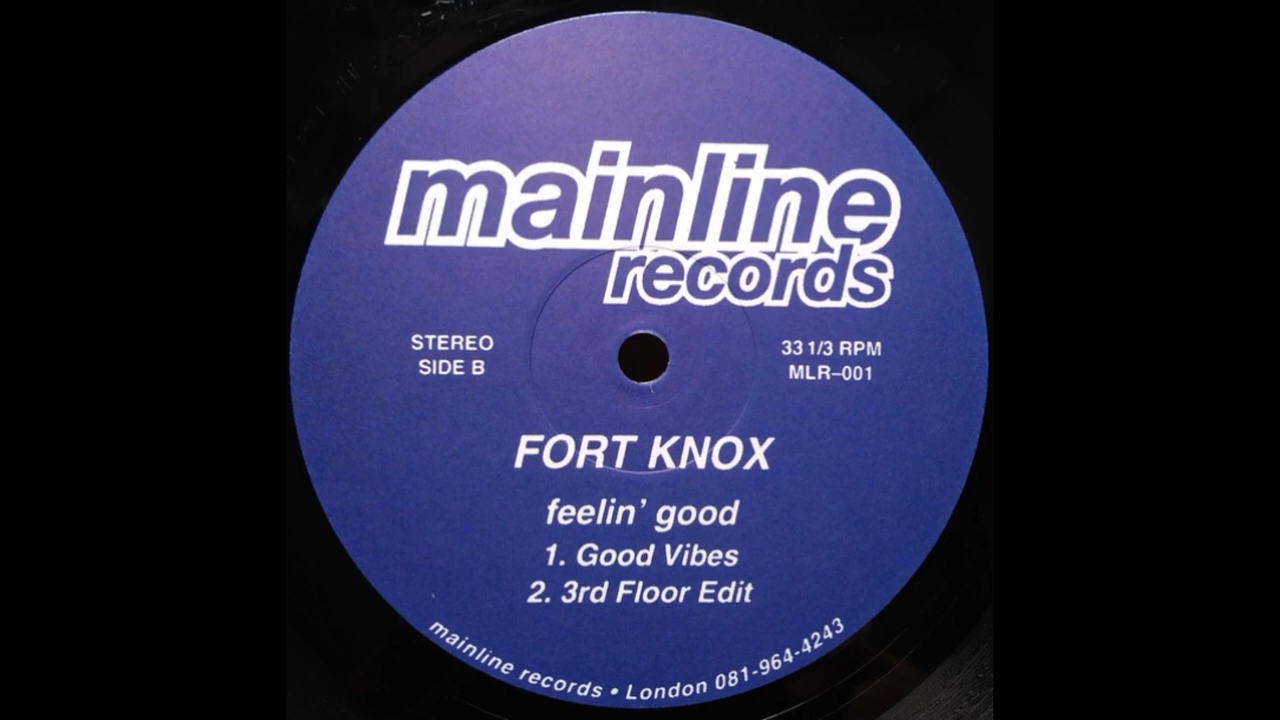 mainline
records
STEREO
SIDE B
33 1/3 RPM
MLR–001
FORT KNOX
feelin' good
1. Good Vibes
2. 3rd Floor Edit
mainline records • London 081-964-4243